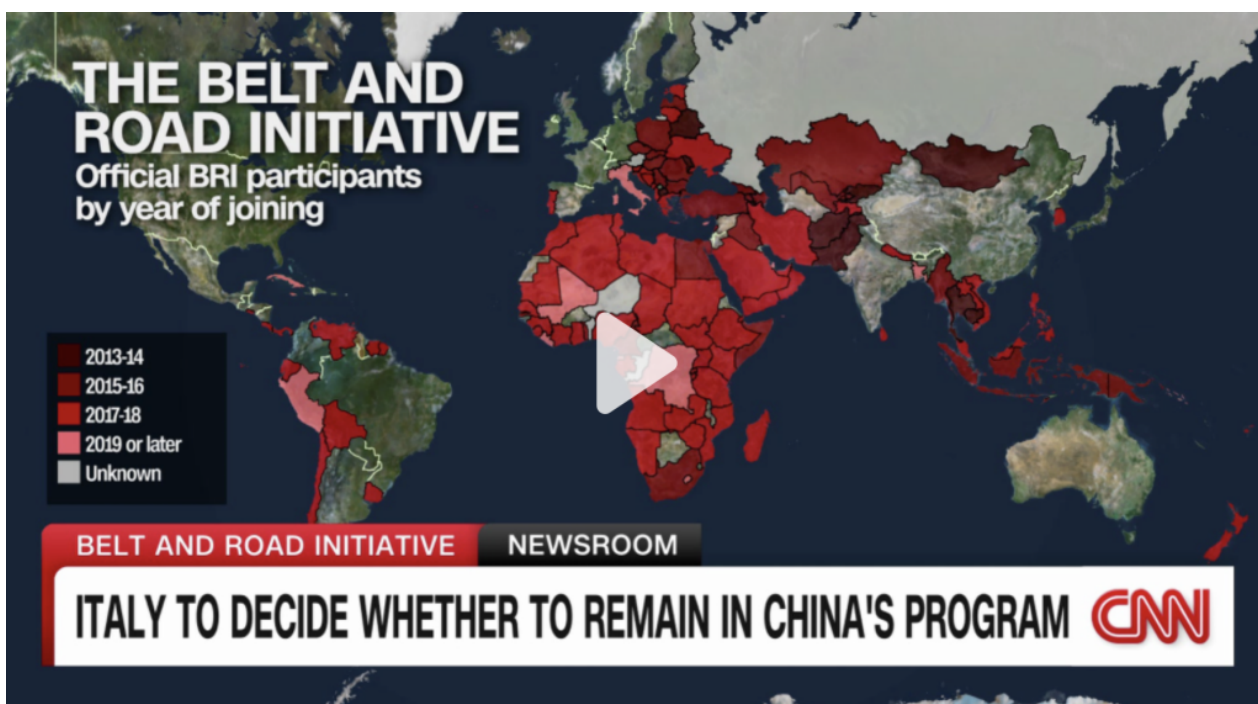 THE BELT AND
ROAD INITIATIVE
Official BRI participants
by year of joining
2013-14
2015-16
2017-18
2019 or later
Unknown
BELT AND ROAD INITIATIVE
NEWSROOM
ITALY TO DECIDE WHETHER TO REMAIN IN CHINA'S PROGRAM
CNN